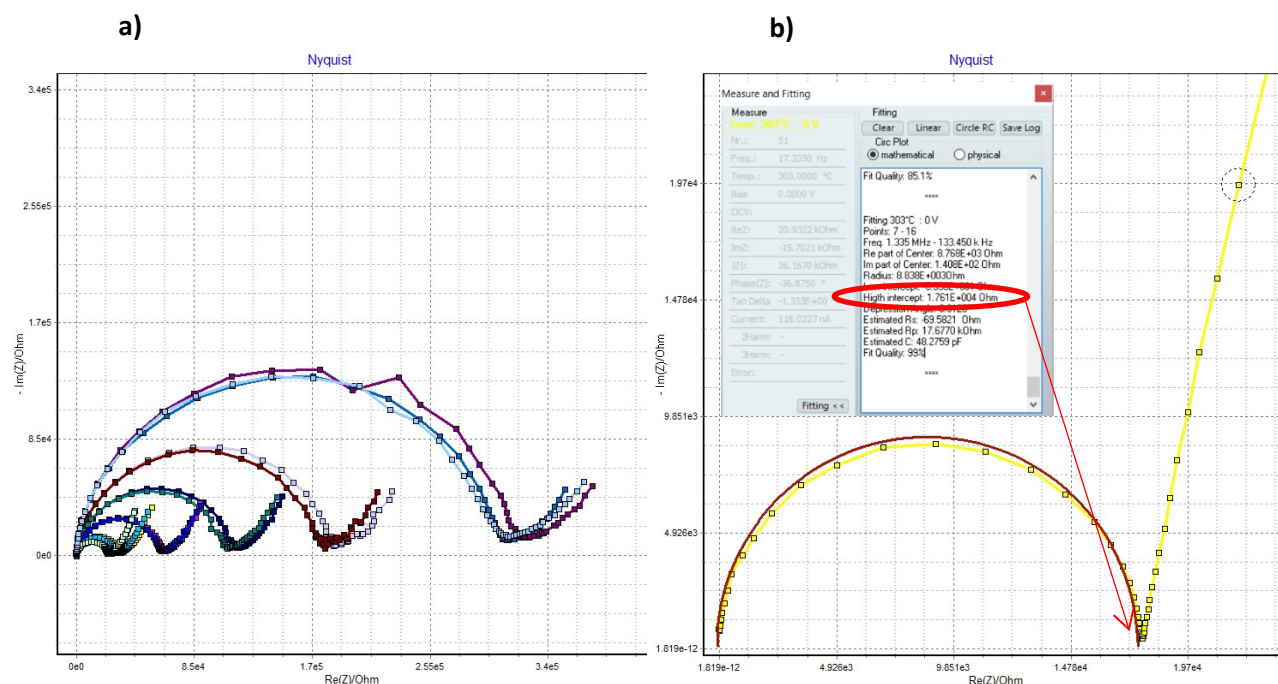 a)
Nyquist
3.4e5
2.55e5
1.7e5
8.5e4
0e0
- Im(Z)/Ohm
0e0
8.5e4
1.7e5
2.55e5
3.4e5
Re(Z)/Ohm
b)
Nyquist
1.97e4
1.478e4
9.851e3
4.926e3
1.819e-12
- Im(Z)/Ohm
1.819e-12
4.926e3
9.851e3
1.478e4
1.97e4
Re(Z)/Ohm
Measure and Fitting
Measure
303°C : 0 V
Nr.: 51
Freq.: 17.2350 Hz
Temp.: 303.0000 °C
Bias 0.0000 V
OCV:
ReZ: 20.9322 kOhm
ImZ: -15.7021 kOhm
|Z|: 26.1670 kOhm
Phase(Z): -36.8750 °
Tan Delta -1.333E+00
Current: 118.0227 nA
2Harm: -
3Harm: -
Error:
Fitting <<
Fitting
Clear Linear Circle RC Save Log
Circ Plot
mathematical physical
Fit Quality: 85.1%
****
Fitting 303°C : 0 V
Points: 7 - 16
Freq. 1.335 MHz - 133.450 k Hz
Re part of Center: 8.768E+03 Ohm
Im part of Center: 1.408E+02 Ohm
Radius: 8.838E+003Ohm
Higth intercept: 1.761E+004 Ohm
Estimated Rs: -69.5821 Ohm
Estimated Rp: 17.6770 kOhm
Estimated C: 48.2759 pF
Fit Quality: 99%
****